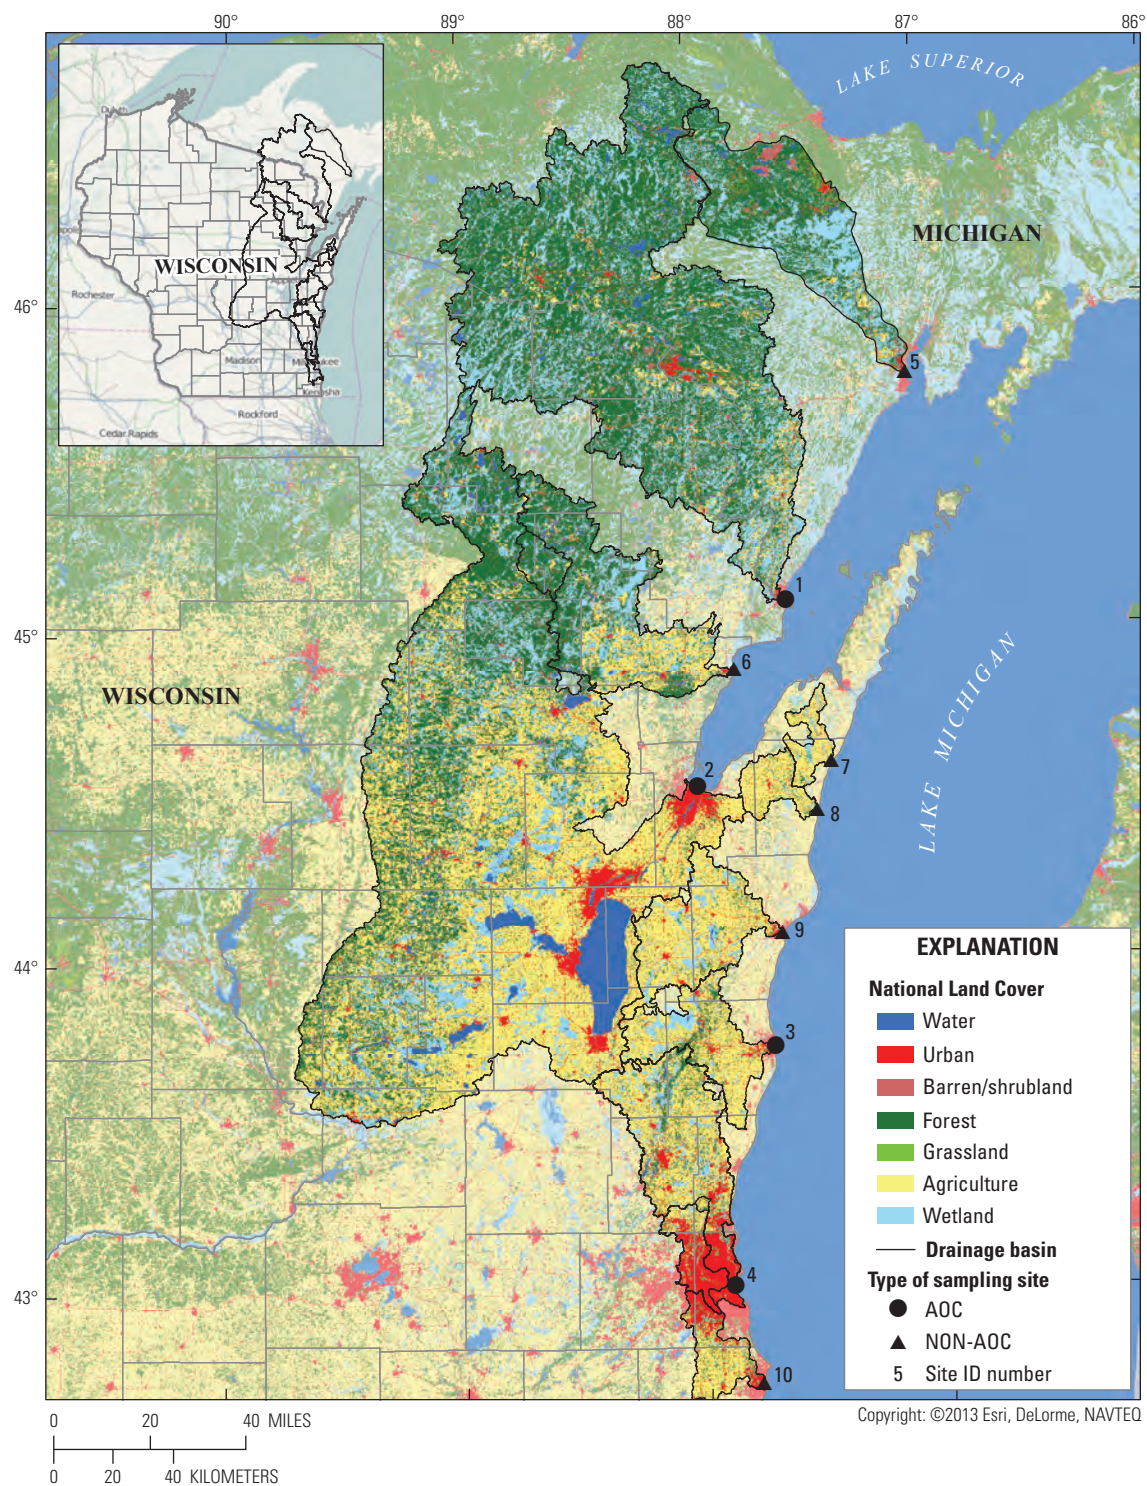 90°
89°
88°
87°
86°
LAKE SUPERIOR
Duluth
MICHIGAN
WISCONSIN
Appleton
Rochester
46°
5
Madison
Milwaukee
Kenosha
Rockford
Cedar Rapids
1
45°
6
WISCONSIN
LAKE MICHIGAN
2
7
8
9
44°
3
4
43°
10
EXPLANATION
National Land Cover
Water
Urban
Barren/shrubland
Forest
Grassland
Agriculture
Wetland
Drainage basin
Type of sampling site
AOC
NON-AOC
5 Site ID number
Copyright: ©2013 Esri, DeLorme, NAVTEQ
0 20 40 MILES
0 20 40 KILOMETERS